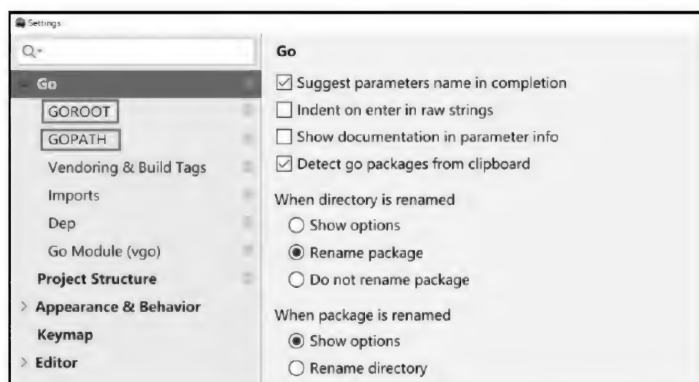 Settings
Go
GOROOT
GOPATH
Vendoring & Build Tags
Imports
Dep
Go Module (vgo)
Project Structure
Appearance & Behavior
Keymap
Editor
Go
Suggest parameters name in completion
Indent on enter in raw strings
Show documentation in parameter info
Detect go packages from clipboard
When directory is renamed
Show options
Rename package
Do not rename package
When package is renamed
Show options
Rename directory